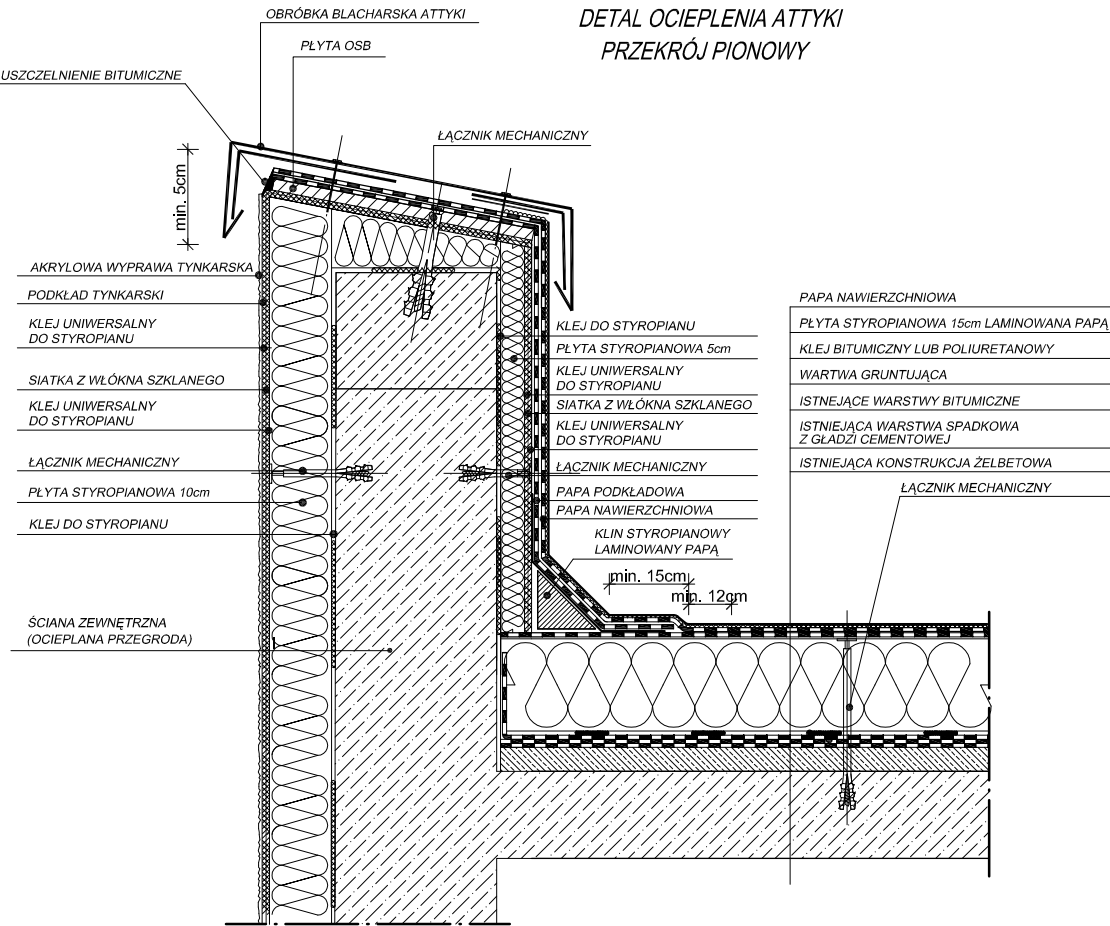 DETAL OCIEPLENIA ATTYKI
PRZEKRÓJ PIONOWY
OBRÓBKA BLACHARSKA ATTYKI
PŁYTA OSB
USZCZELNIENIE BITUMICZNE
ŁĄCZNIK MECHANICZNY
min. 5cm
AKRYLOWA WYPRAWA TYNKARSKA
PODKŁAD TYNKARSKI
KLEJ UNIWERSALNY
DO STYROPIANU
SIATKA Z WŁÓKNA SZKLANEGO
KLEJ UNIWERSALNY
DO STYROPIANU
ŁĄCZNIK MECHANICZNY
PŁYTA STYROPIANOWA 10cm
KLEJ DO STYROPIANU
ŚCIANA ZEWNĘTRZNA
(OCIEPLANA PRZEGRODA)
KLEJ DO STYROPIANU
PŁYTA STYROPIANOWA 5cm
KLEJ UNIWERSALNY
DO STYROPIANU
SIATKA Z WŁÓKNA SZKLANEGO
KLEJ UNIWERSALNY
DO STYROPIANU
ŁĄCZNIK MECHANICZNY
PAPA PODKŁADOWA
PAPA NAWIERZCHNIOWA
KLIN STYROPIANOWY
LAMINOWANY PAPĄ
min. 15cm
min. 12cm
PAPA NAWIERZCHNIOWA
PŁYTA STYROPIANOWA 15cm LAMINOWANA PAPĄ
KLEJ BITUMICZNY LUB POLIURETANOWY
WARTWA GRUNTUJĄCA
ISTNIEJĄCE WARSTWY BITUMICZNE
ISTNIEJĄCA WARSTWA SPADKOWA
Z GŁADZI CEMENTOWEJ
ISTNIEJĄCA KONSTRUKCJA ŻELBETOWA
ŁĄCZNIK MECHANICZNY